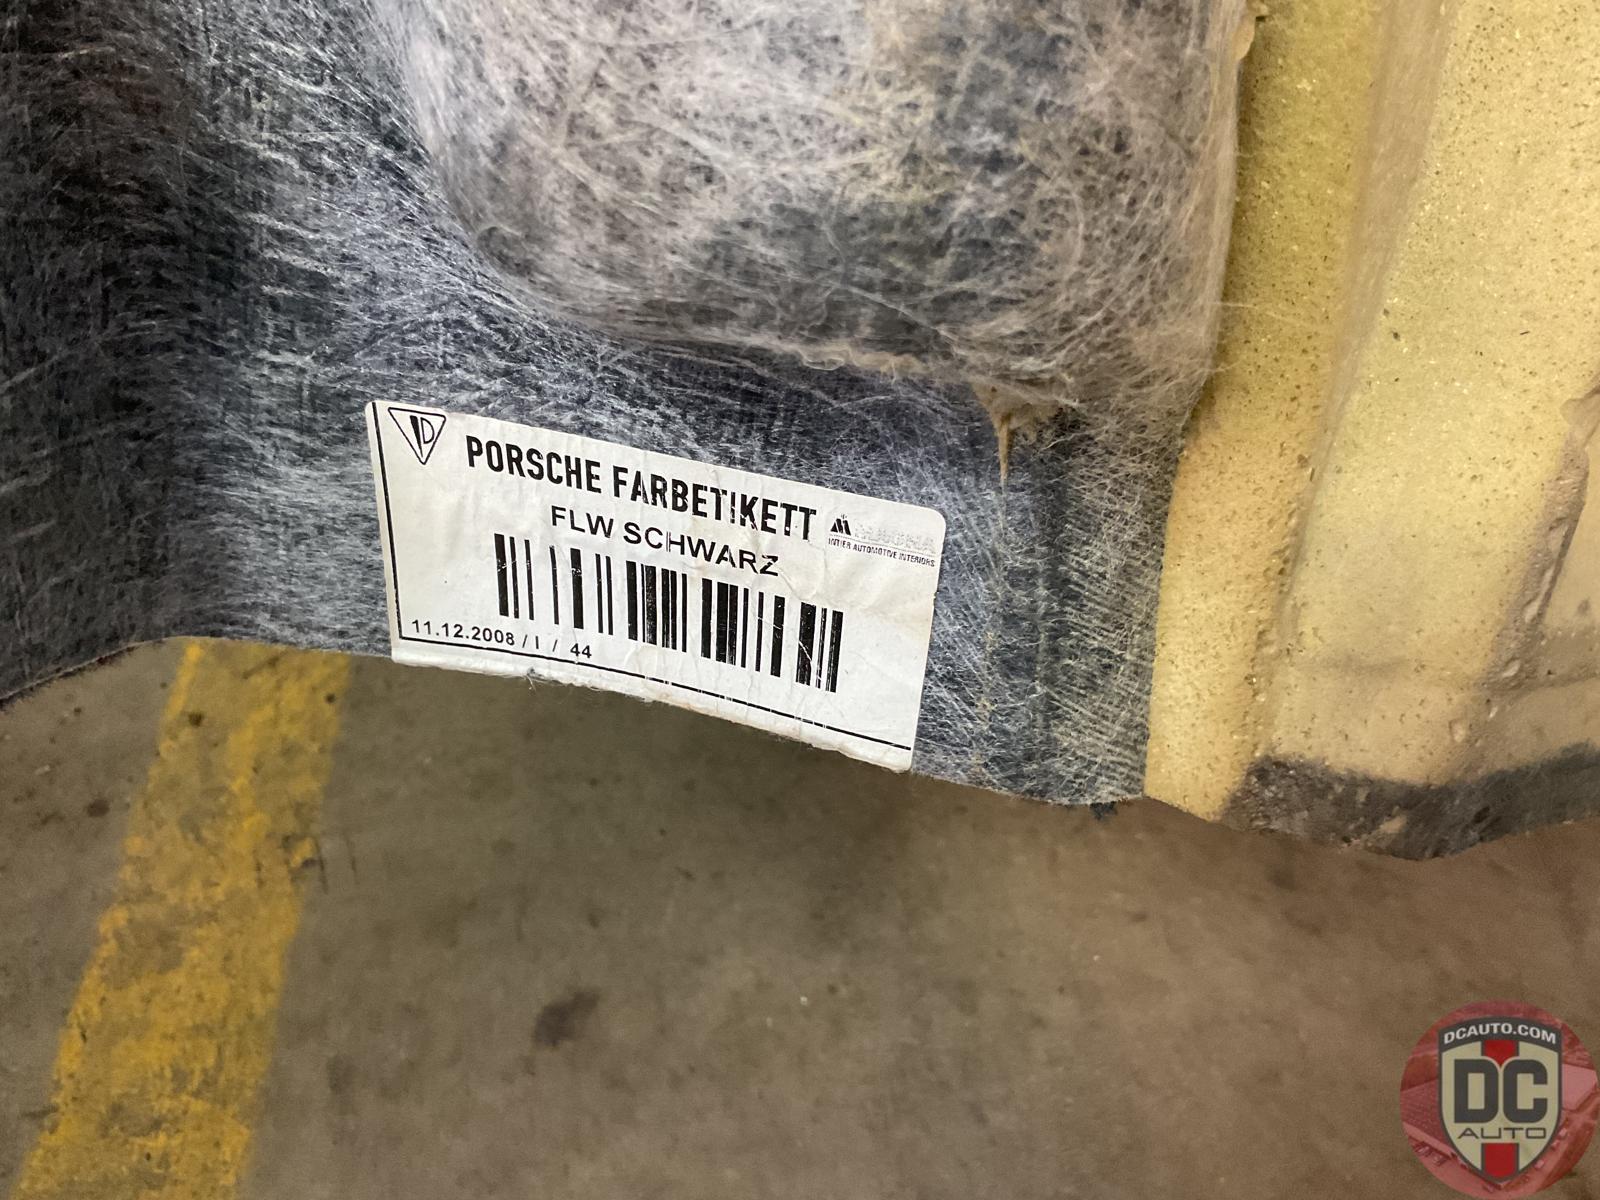 PORSCHE FARBETIKETT
FLW SCHWARZ
INTIER AUTOMOTIVE INTERIORS
11.12.2008 / I / 44
DCAUTO.COM
DC
AUTO